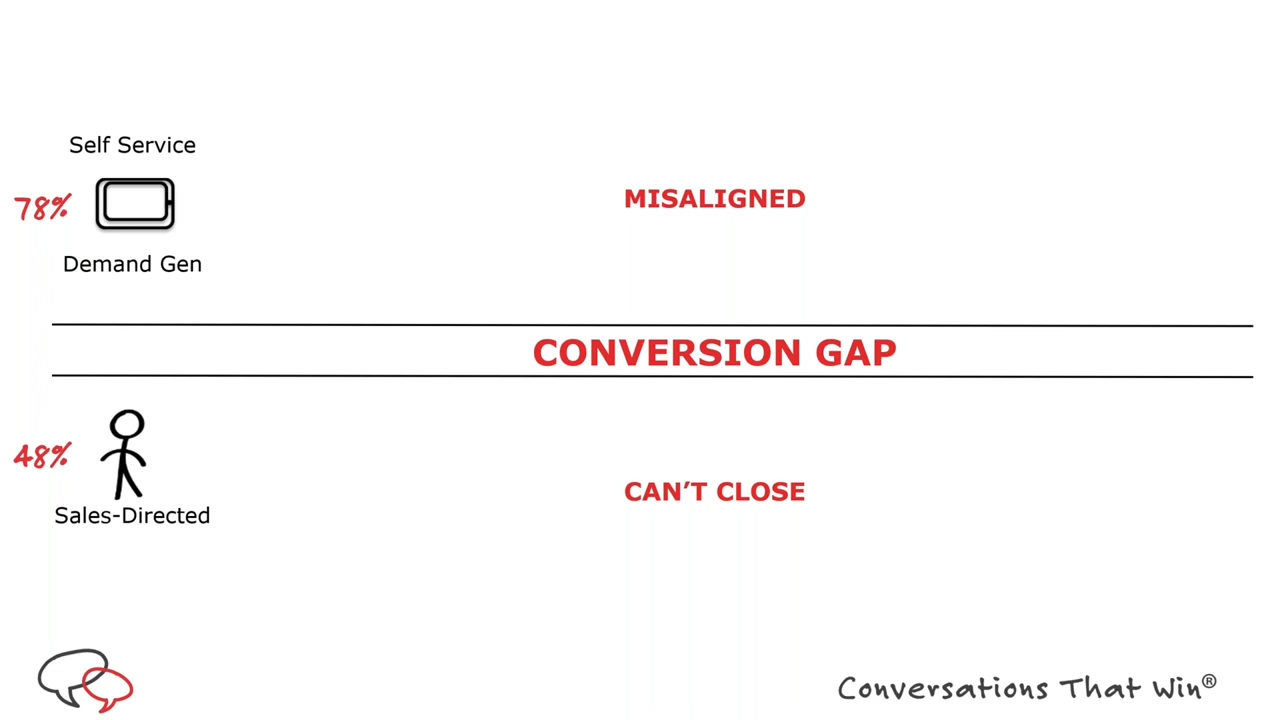 Self Service
78%
MISALIGNED
Demand Gen
CONVERSION GAP
48%
CAN’T CLOSE
Sales-Directed
Conversations That Win®